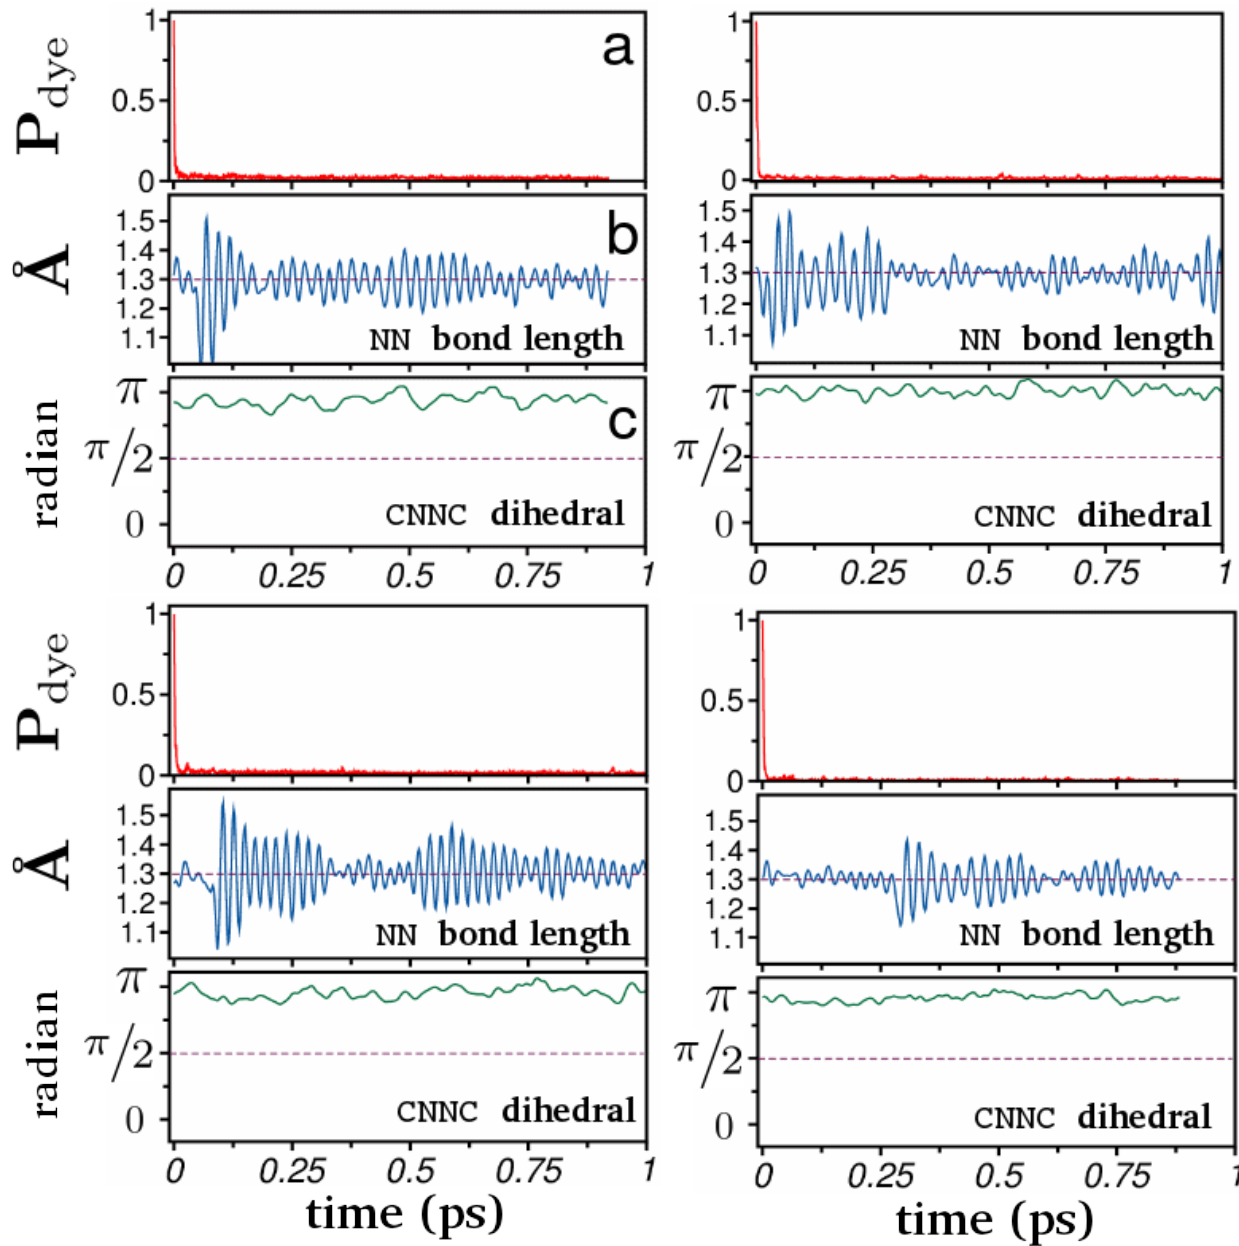 P dye
1
0.5
0
a
1
0.5
0
Å
1.5
1.4
1.3
1.2
1.1
b
NN bond length
1.5
1.4
1.3
1.2
1.1
NN bond length
radian
π
π/2
0
c
CNNC dihedral
π
π/2
0
CNNC dihedral
0 0.25 0.5 0.75 1
0 0.25 0.5 0.75 1
P dye
1
0.5
0
1
0.5
0
Å
1.5
1.4
1.3
1.2
1.1
NN bond length
1.5
1.4
1.3
1.2
1.1
NN bond length
radian
π
π/2
0
CNNC dihedral
π
π/2
0
CNNC dihedral
0 0.25 0.5 0.75 1
0 0.25 0.5 0.75 1
time (ps)
time (ps)